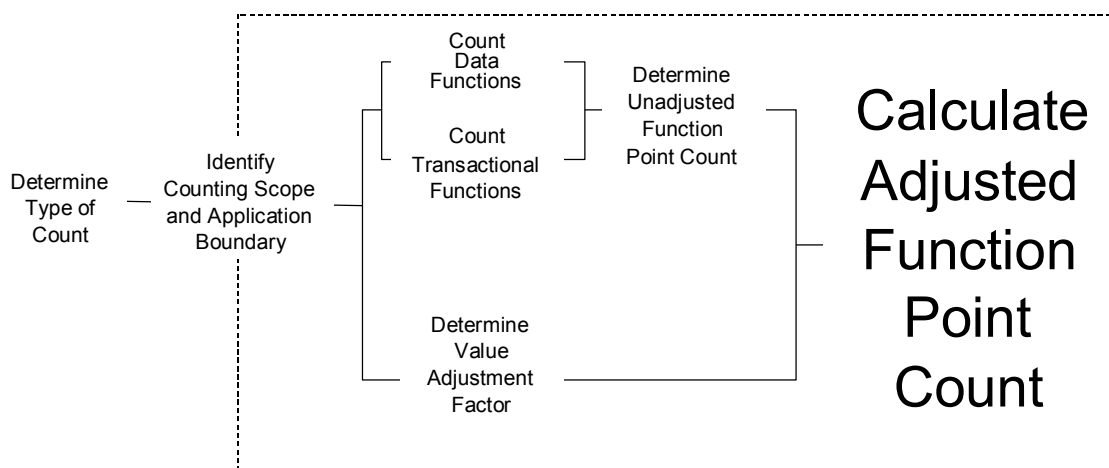 Determine
Type of
Count
Identify
Counting Scope
and Application
Boundary
Count
Data
Functions
Count
Transactional
Functions
Determine
Value
Adjustment
Factor
Determine
Unadjusted
Function
Point Count
Calculate
Adjusted
Function
Point
Count